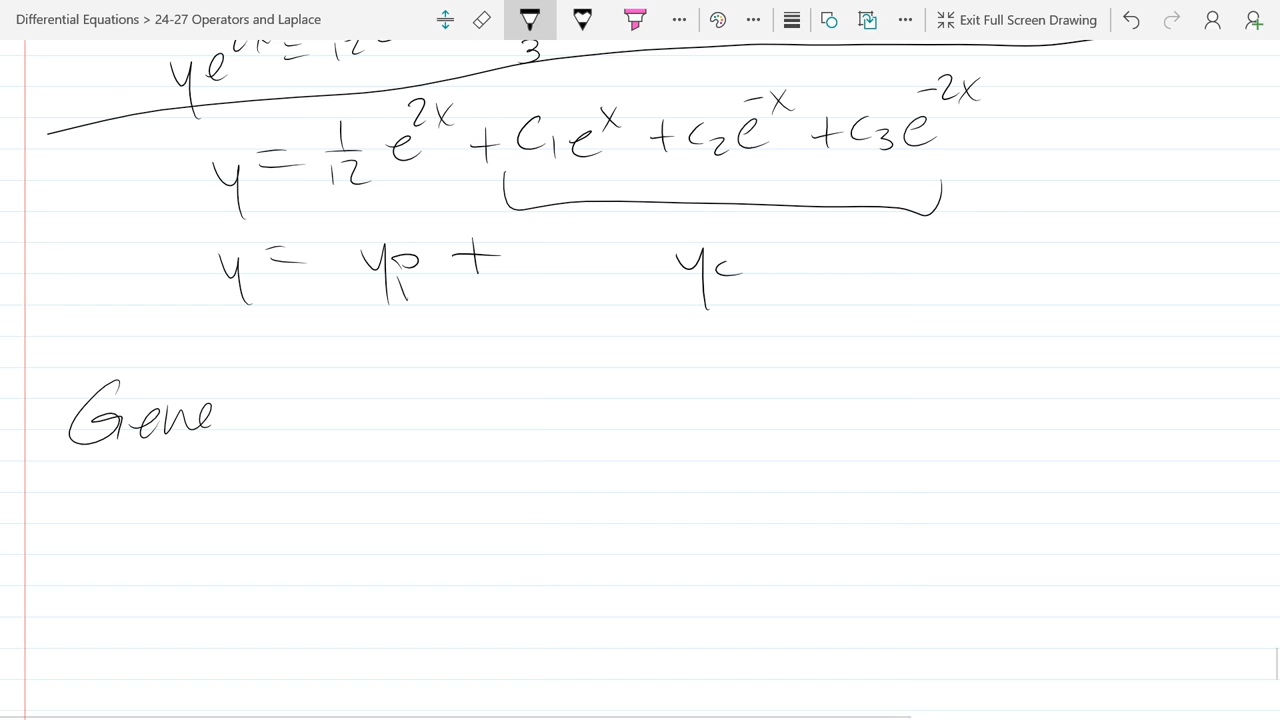 Differential Equations > 24-27 Operators and Laplace
Exit Full Screen Drawing
3
y = 1/12 e^{2x} + c₁e^{x} + c₂e^{-x} + c₃e^{-2x}
y = yp + yc
Gene